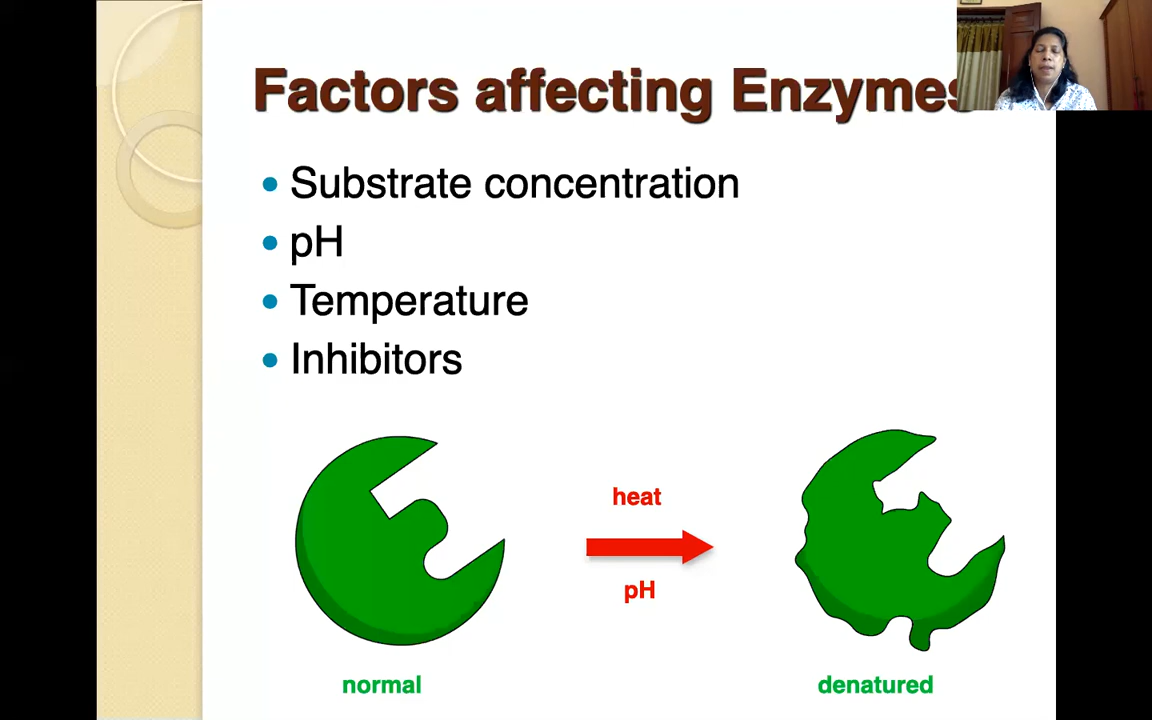 Factors affecting Enzymes
Substrate concentration
pH
Temperature
Inhibitors
heat
pH
normal
denatured